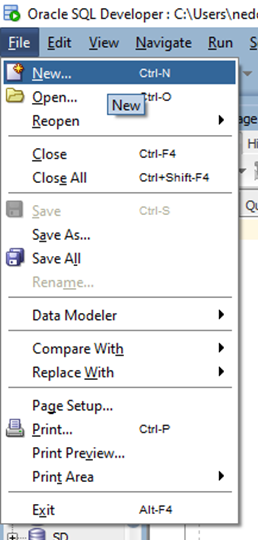 Oracle SQL Developer : C:\Users\nedo
File Edit View Navigate Run
New... Ctrl-N
Open... Ctrl-O
New
Reopen
Close Ctrl-F4
Close All Ctrl+Shift-F4
Save Ctrl-S
Save As...
Save All
Rename...
Data Modeler
Compare With
Replace With
Page Setup...
Print... Ctrl-P
Print Preview...
Print Area
Exit Alt-F4
SD